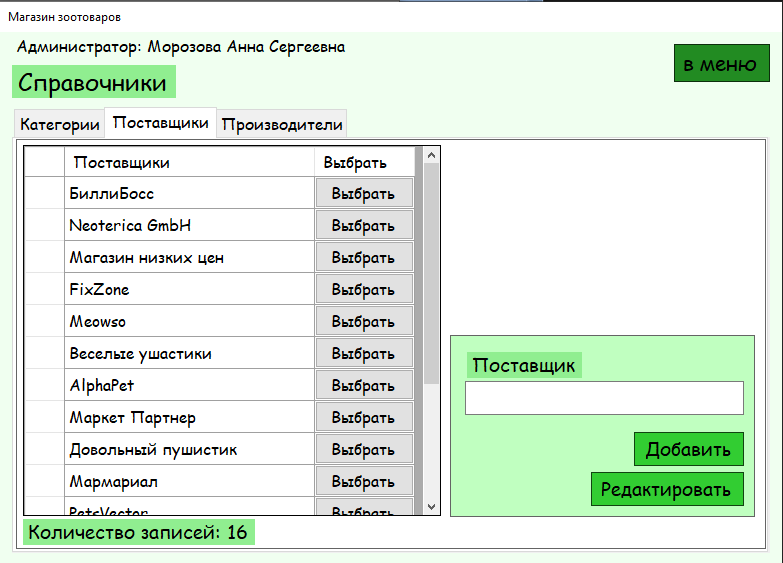 Магазин зоотоваров
Администратор: Морозова Анна Сергеевна
в меню
Справочники
Категории Поставщики Производители
Поставщики Выбрать
БиллиБосс Выбрать
Neoterica GmbH Выбрать
Магазин низких цен Выбрать
FixZone Выбрать
Meowso Выбрать
Веселые ушастики Выбрать
AlphaPet Выбрать
Маркет Партнер Выбрать
Довольный пушистик Выбрать
Мармариал Выбрать
PetsVector Выбрать
Поставщик
Добавить
Редактировать
Количество записей: 16